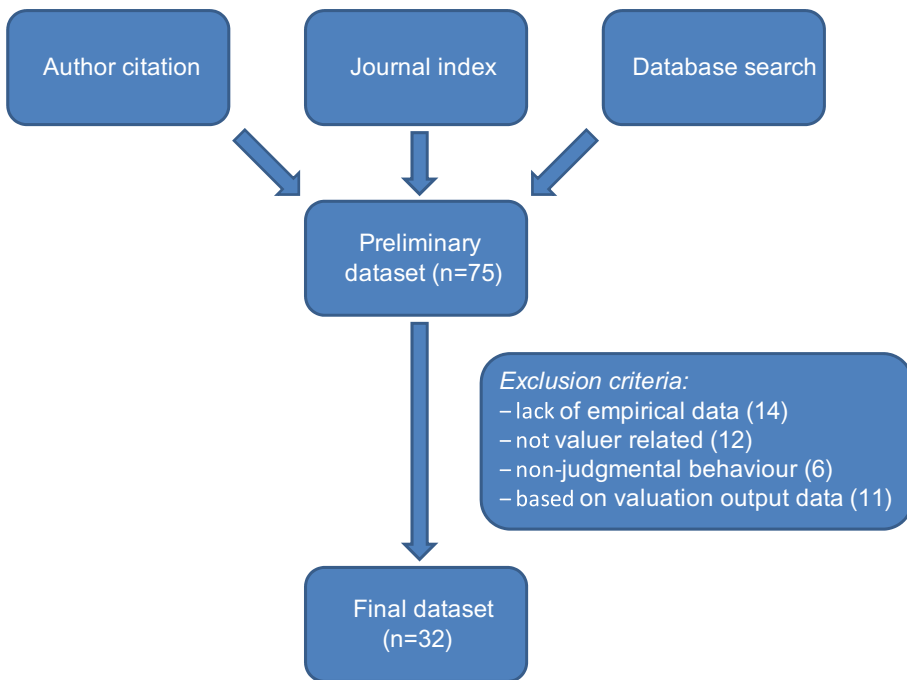 Author citation
Journal index
Database search
Preliminary
dataset (n=75)
Exclusion criteria:
– lack of empirical data (14)
– not valuer related (12)
– non-judgmental behaviour (6)
– based on valuation output data (11)
Final dataset
(n=32)